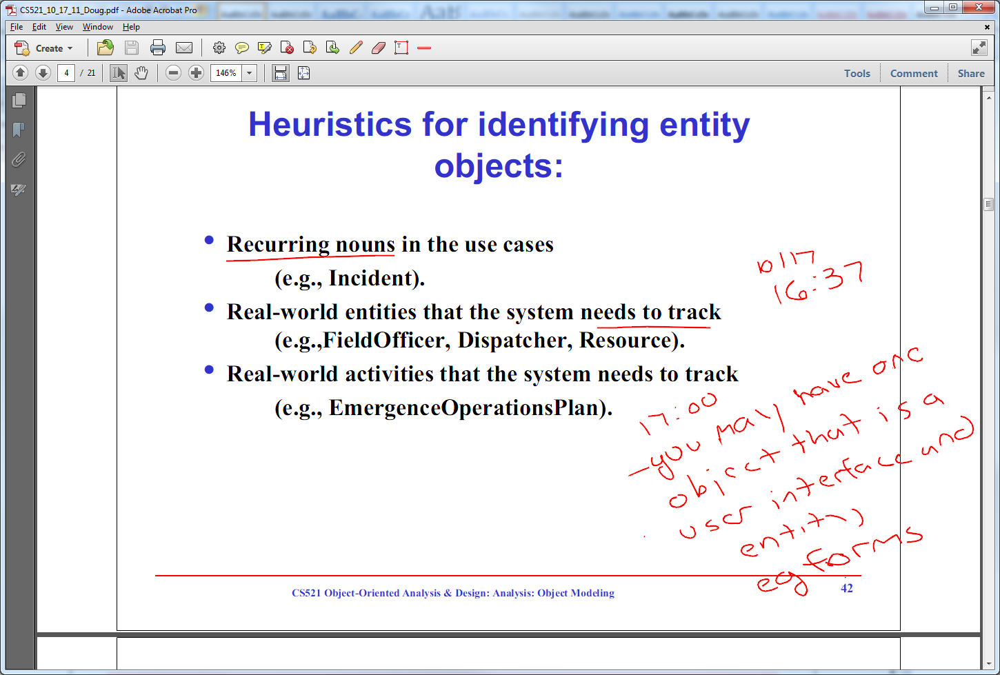 CS521_10_17_11_Doug.pdf - Adobe Acrobat Pro
File Edit View Window Help
Create
4 / 21 146% Tools Comment Share
Heuristics for identifying entity
objects:
• Recurring nouns in the use cases
(e.g., Incident).
• Real-world entities that the system needs to track
(e.g.,FieldOfficer, Dispatcher, Resource).
• Real-world activities that the system needs to track
(e.g., EmergenceOperationsPlan).
10/17
16:37
17:00
- you may have one
object that is a
user interface and
entity
eg forms
CS521 Object-Oriented Analysis & Design: Analysis: Object Modeling 42